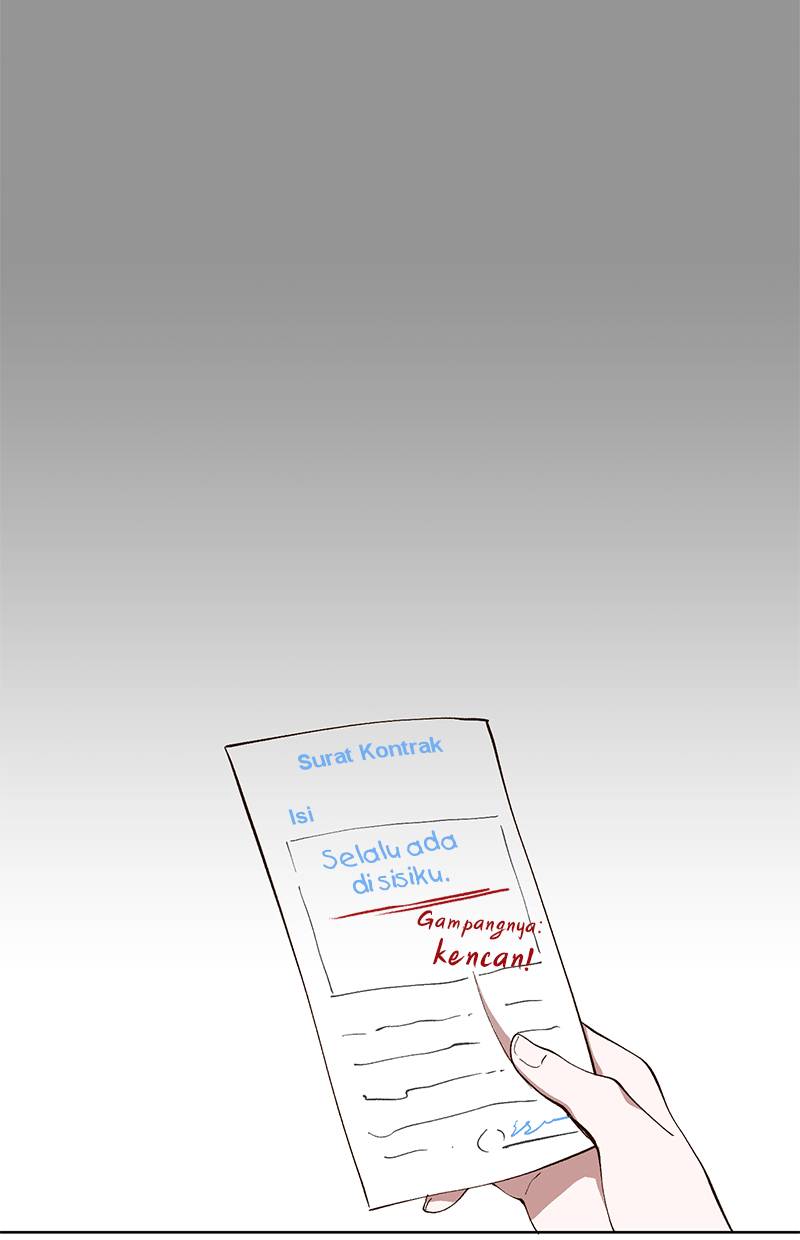 Surat Kontrak
Isi
Selalu ada
di sisiku.
Gampangnya:
kencan!